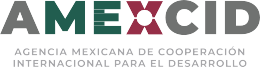 AMEXCID
AGENCIA MEXICANA DE COOPERACIÓN
INTERNACIONAL PARA EL DESARROLLO